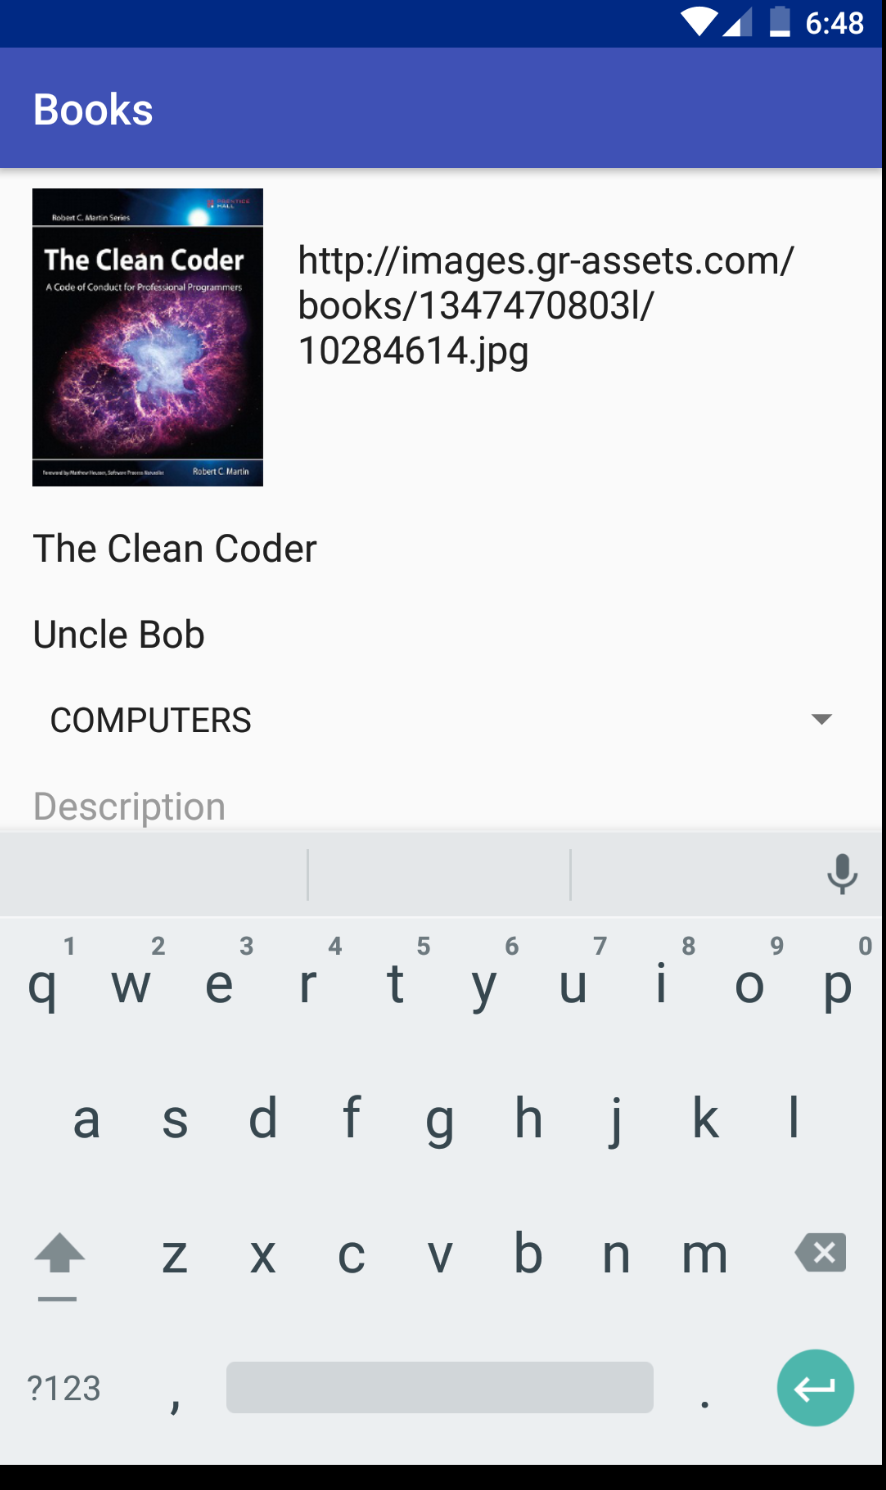 6:48
Books
Robert C. Martin Series
PRENTICE
HALL
The Clean Coder
A Code of Conduct for Professional Programmers
Robert C. Martin
http://images.gr-assets.com/
books/1347470803l/
10284614.jpg
The Clean Coder
Uncle Bob
COMPUTERS
Description
1 2 3 4 5 6 7 8 9 0
q w e r t y u i o p
a s d f g h j k l
z x c v b n m
?123 , .